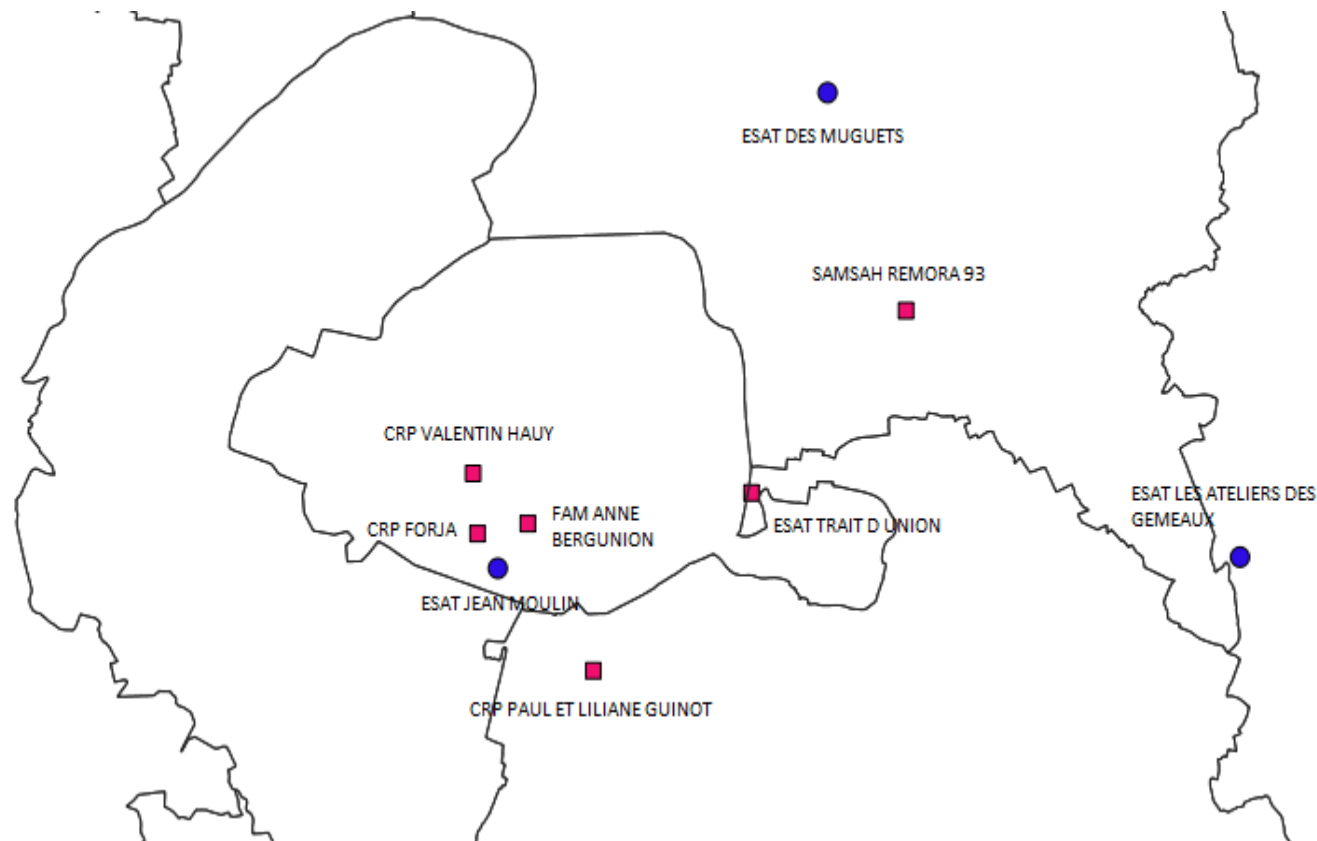 ESAT DES MUGUETS
SAMSAH REMORA 93
CRP VALENTIN HAUY
ESAT LES ATELIERS DES
GEMEAUX
FAM ANNE
BERGUNION
CRP FORJA
ESAT TRAIT D UNION
ESAT JEAN MOULIN
CRP PAUL ET LILIANE GUINOT